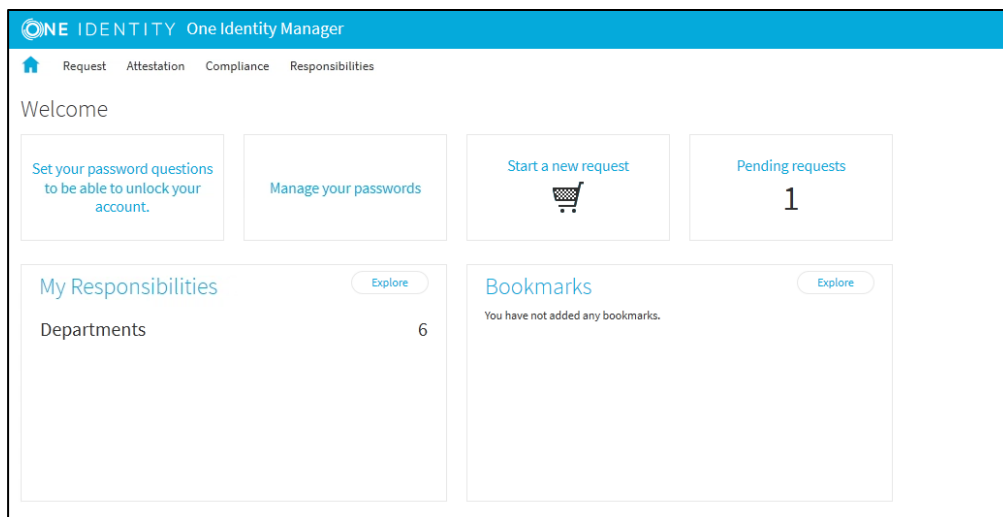 ONE IDENTITY One Identity Manager
Request Attestation Compliance Responsibilities
Welcome
Set your password questions
to be able to unlock your
account.
Manage your passwords
Start a new request
Pending requests
1
My Responsibilities Explore
Departments 6
Bookmarks Explore
You have not added any bookmarks.